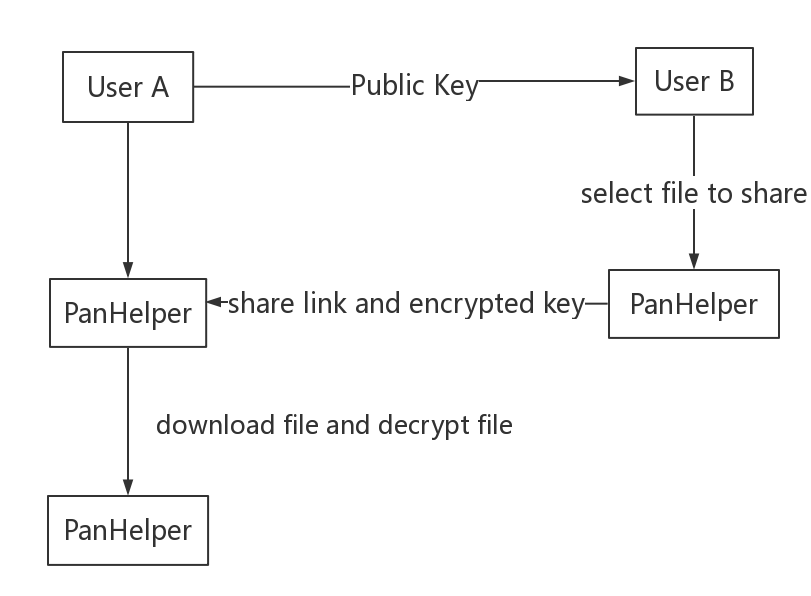 User A
Public Key
User B
select file to share
PanHelper
share link and encrypted key
PanHelper
download file and decrypt file
PanHelper